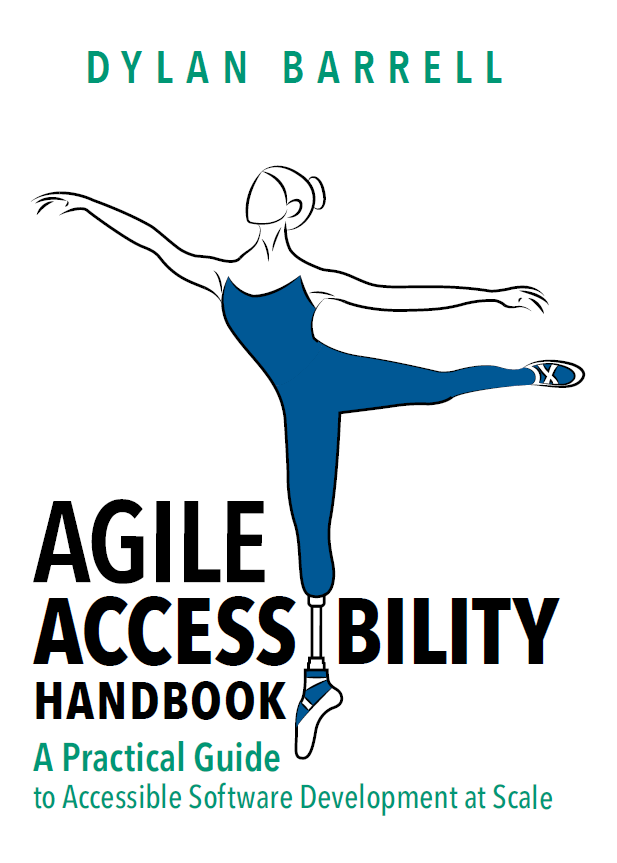 DYLAN BARRELL
AGILE
ACCESSIBILITY
HANDBOOK
A Practical Guide
to Accessible Software Development at Scale